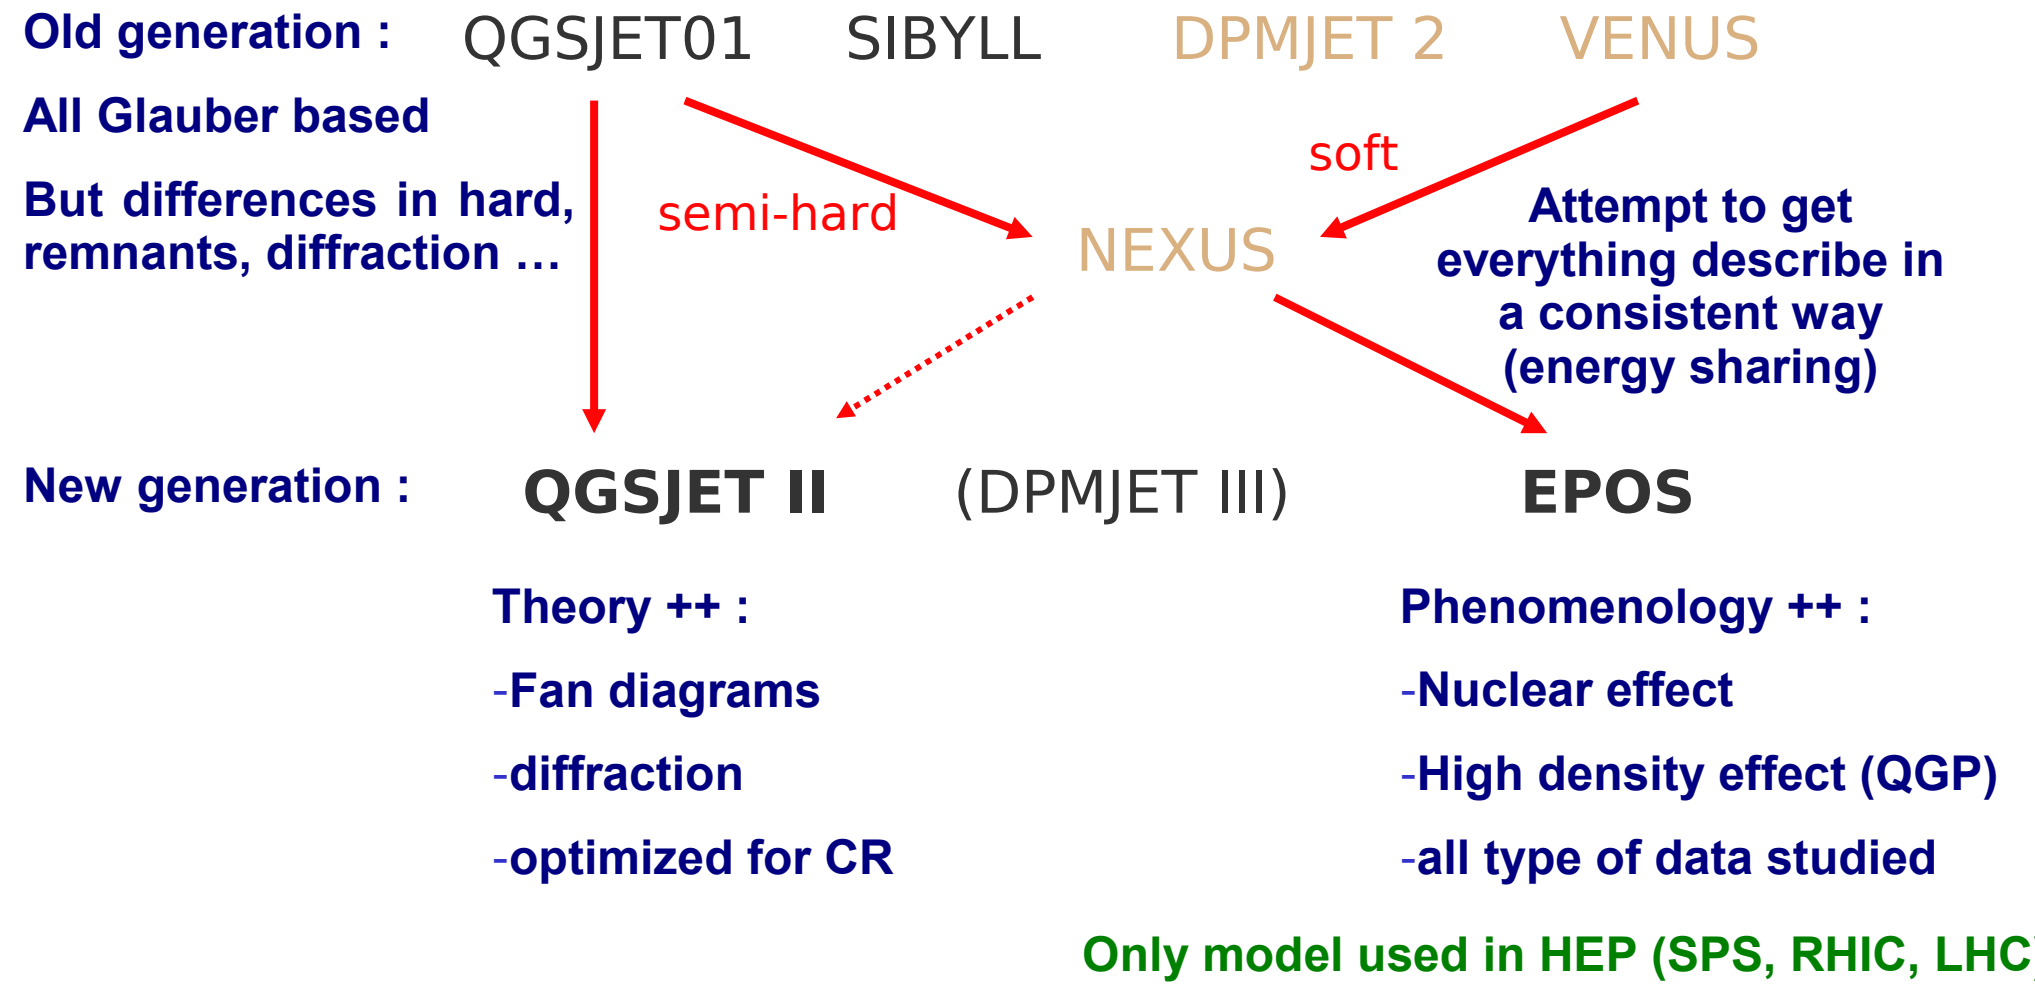 Old generation : QGSJET01 SIBYLL DPMJET 2 VENUS
All Glauber based
soft
But differences in hard,
remnants, diffraction …
semi-hard
NEXUS
Attempt to get
everything describe in
a consistent way
(energy sharing)
New generation : QGSJET II (DPMJET III) EPOS
Theory ++ :
-Fan diagrams
-diffraction
-optimized for CR
Phenomenology ++ :
-Nuclear effect
-High density effect (QGP)
-all type of data studied
Only model used in HEP (SPS, RHIC, LHC)